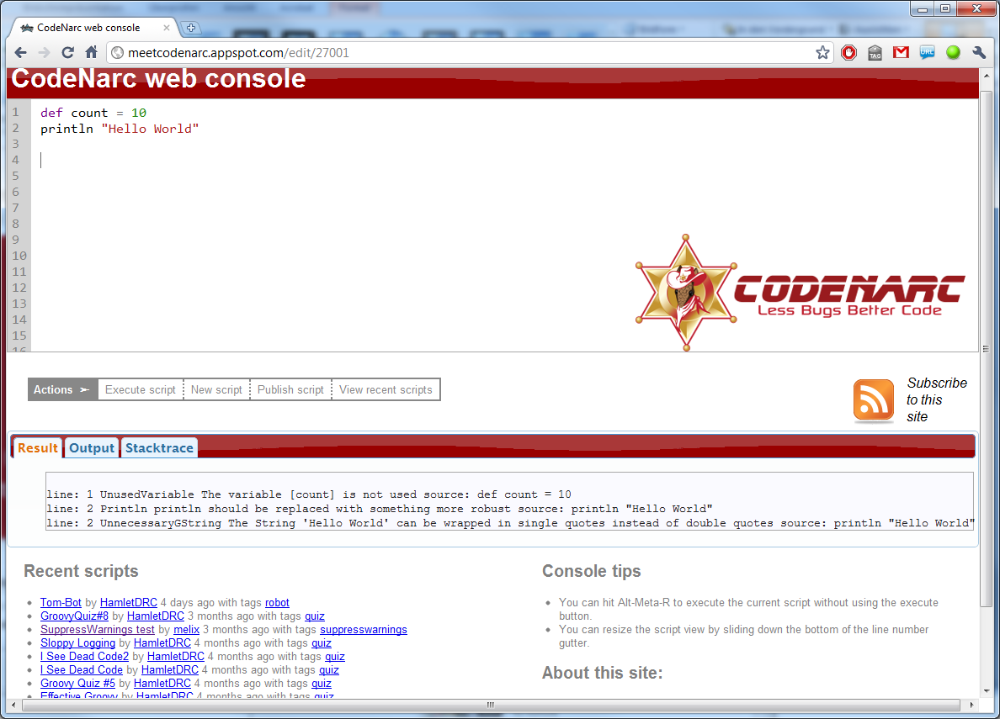 CodeNarc web console
meetcodenarc.appspot.com/edit/27001
TAG
URL
CodeNarc web console
1 def count = 10
2 println "Hello World"
3
4
5
6
7
8
9
10
11
12
13
14
15
16
CODENARC
Less Bugs Better Code
Actions ➣ Execute script New script Publish script View recent scripts
Subscribe
to this
site
Result Output Stacktrace
line: 1 UnusedVariable The variable [count] is not used source: def count = 10
line: 2 Println println should be replaced with something more robust source: println "Hello World"
line: 2 UnnecessaryGString The String 'Hello World' can be wrapped in single quotes instead of double quotes source: println "Hello World"
Recent scripts
• Tom-Bot by HamletDRC 4 days ago with tags robot
• GroovyQuiz#8 by HamletDRC 3 months ago with tags quiz
• SuppressWarnings test by melix 3 months ago with tags suppresswarnings
• Sloppy Logging by HamletDRC 4 months ago with tags quiz
• I See Dead Code2 by HamletDRC 4 months ago with tags quiz
• I See Dead Code by HamletDRC 4 months ago with tags quiz
• Groovy Quiz #5 by HamletDRC 4 months ago with tags quiz
• Effective Groovy by HamletDRC 4 months ago with tags quiz
Console tips
• You can hit Alt-Meta-R to execute the current script without using the execute
button.
• You can resize the script view by sliding down the bottom of the line number
gutter.
About this site: